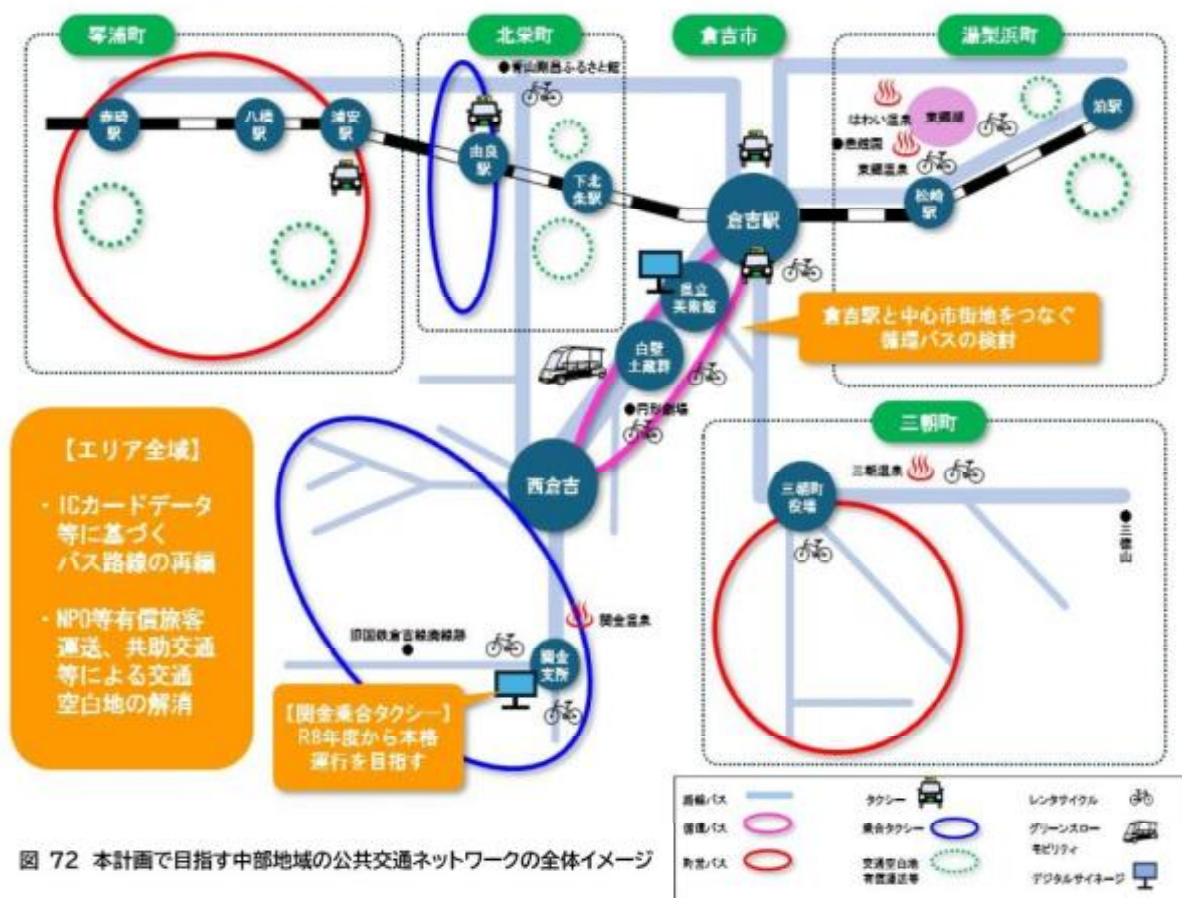 琴浦町
北栄町
倉吉市
湯梨浜町
●青山剛昌ふるさと館
赤碕
駅
八橋
駅
浦安
駅
由良
駅
下北
条駅
倉吉駅
はわい温泉
東郷湖
●燕趙園
東郷温泉
松崎
駅
泊駅
県立
美術館
白壁
土蔵群
●円形劇場
西倉吉
倉吉駅と中心市街地をつなぐ
循環バスの検討
三朝町
三朝町
役場
三朝温泉
●三徳山
【エリア全域】
・ICカードデータ
等に基づく
バス路線の再編
・NPO等有償旅客
運送、共助交通
等による交通
空白地の解消
関金温泉
旧国鉄倉吉線廃線跡
関金
支所
【関金乗合タクシー】
R8年度から本格
運行を目指す
路線バス
循環バス
町営バス
タクシー
乗合タクシー
交通空白地
有償運送等
レンタサイクル
グリーンスロー
モビリティ
デジタルサイネージ
図 72 本計画で目指す中部地域の公共交通ネットワークの全体イメージ